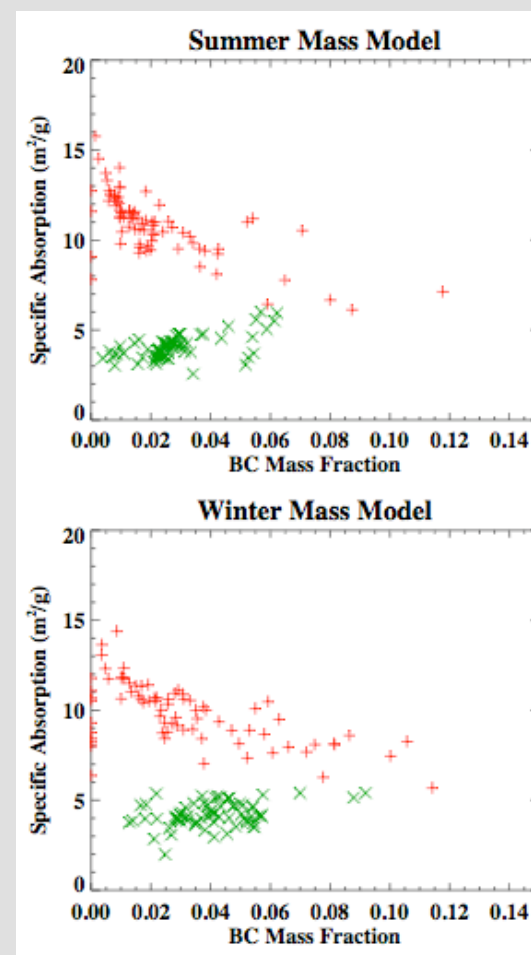 Summer Mass Model
20
15
10
5
0
Specific Absorption (m²/g)
0.00 0.02 0.04 0.06 0.08 0.10 0.12 0.14
BC Mass Fraction
Winter Mass Model
20
15
10
5
0
Specific Absorption (m²/g)
0.00 0.02 0.04 0.06 0.08 0.10 0.12 0.14
BC Mass Fraction